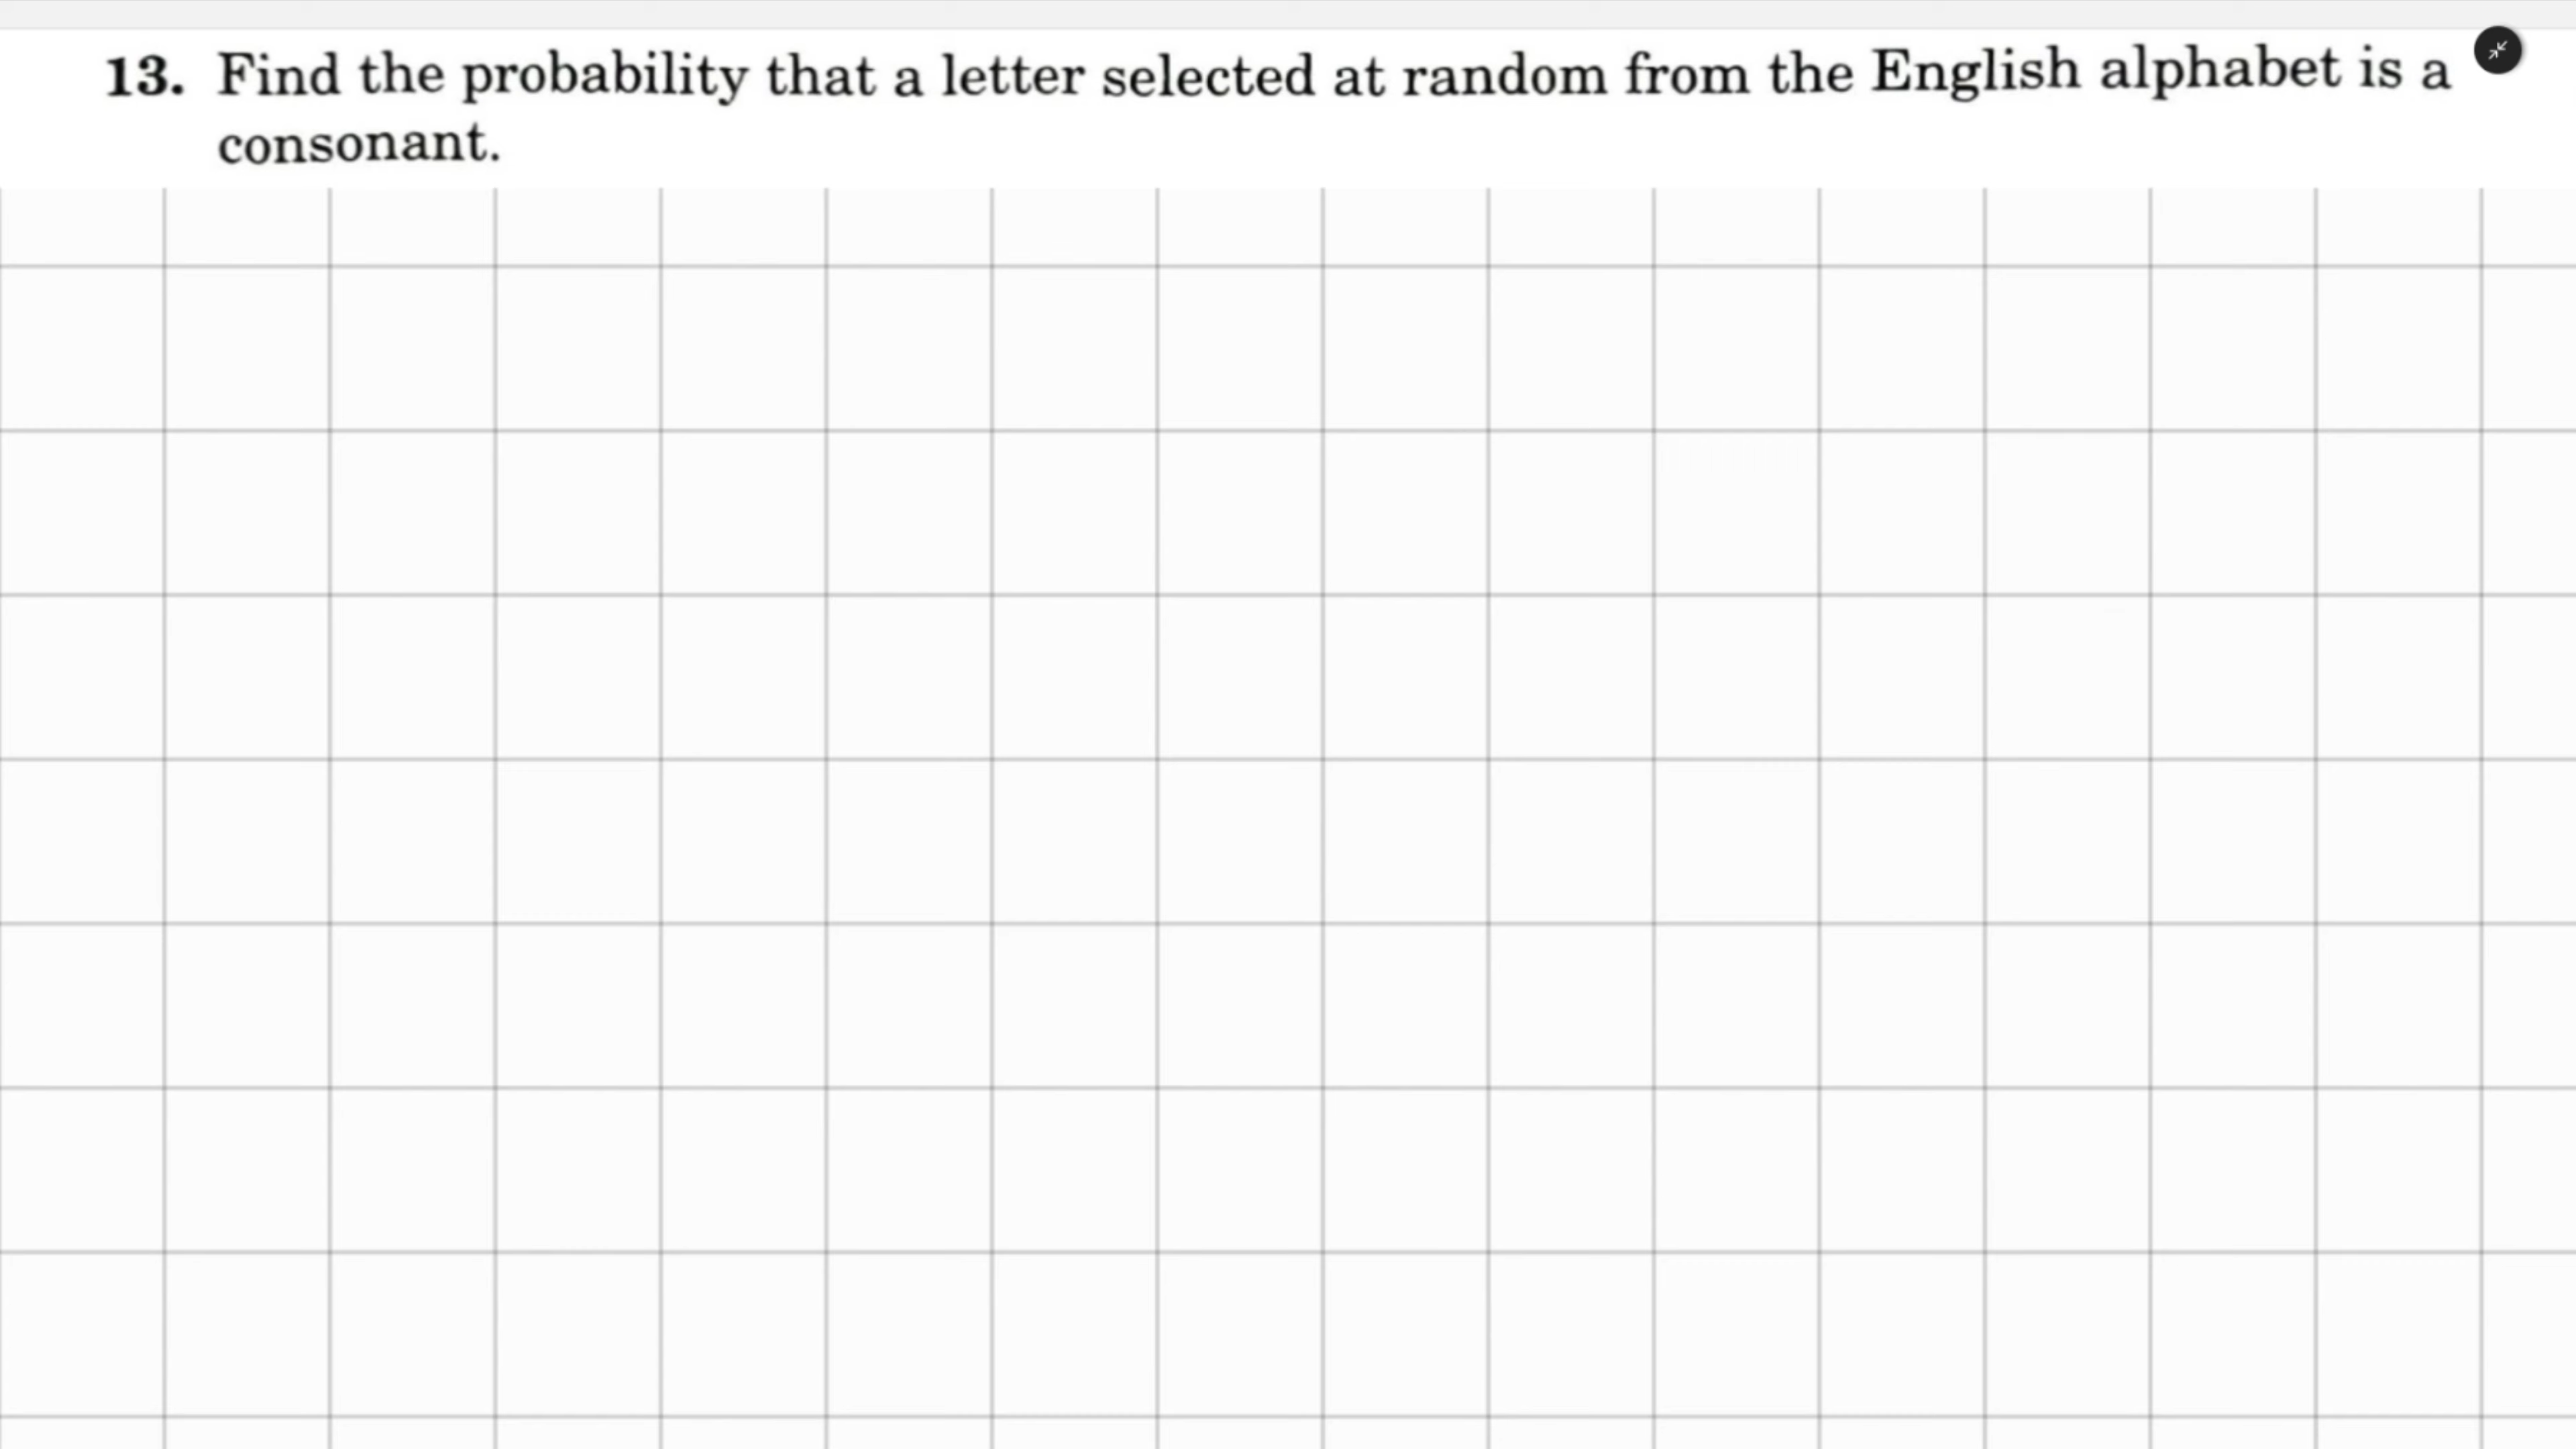 13. Find the probability that a letter selected at random from the English alphabet is a
consonant.